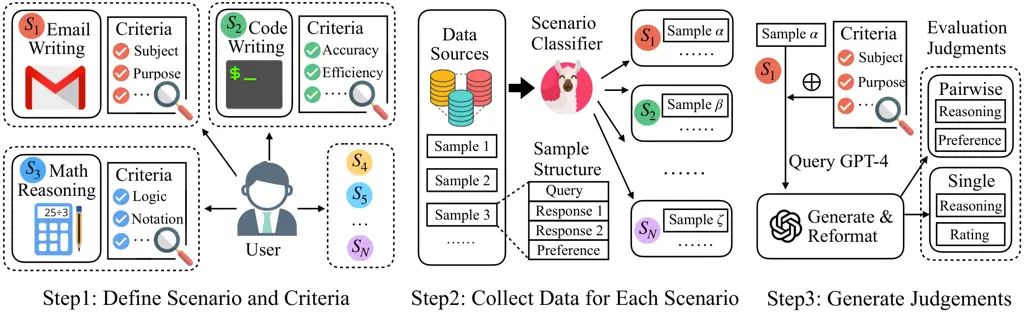 S1 Email
Writing
Criteria
Subject
Purpose
...
S2 Code
Writing
$_
Criteria
Accuracy
Efficiency
...
S3 Math
Reasoning
25÷3
Criteria
Logic
Notation
...
User
S4
S5
SN
Step1: Define Scenario and Criteria
Data
Sources
Sample 1
Sample 2
Sample 3
......
Scenario
Classifier
Sample
Structure
Query
Response 1
Response 2
Preference
S1
Sample α
......
S2
Sample β
......
......
SN
Sample ζ
......
Step2: Collect Data for Each Scenario
Sample α
S1
⊕
Criteria
Subject
Purpose
...
Query GPT-4
Generate &
Reformat
Evaluation
Judgments
Pairwise
Reasoning
Preference
Single
Reasoning
Rating
Step3: Generate Judgements